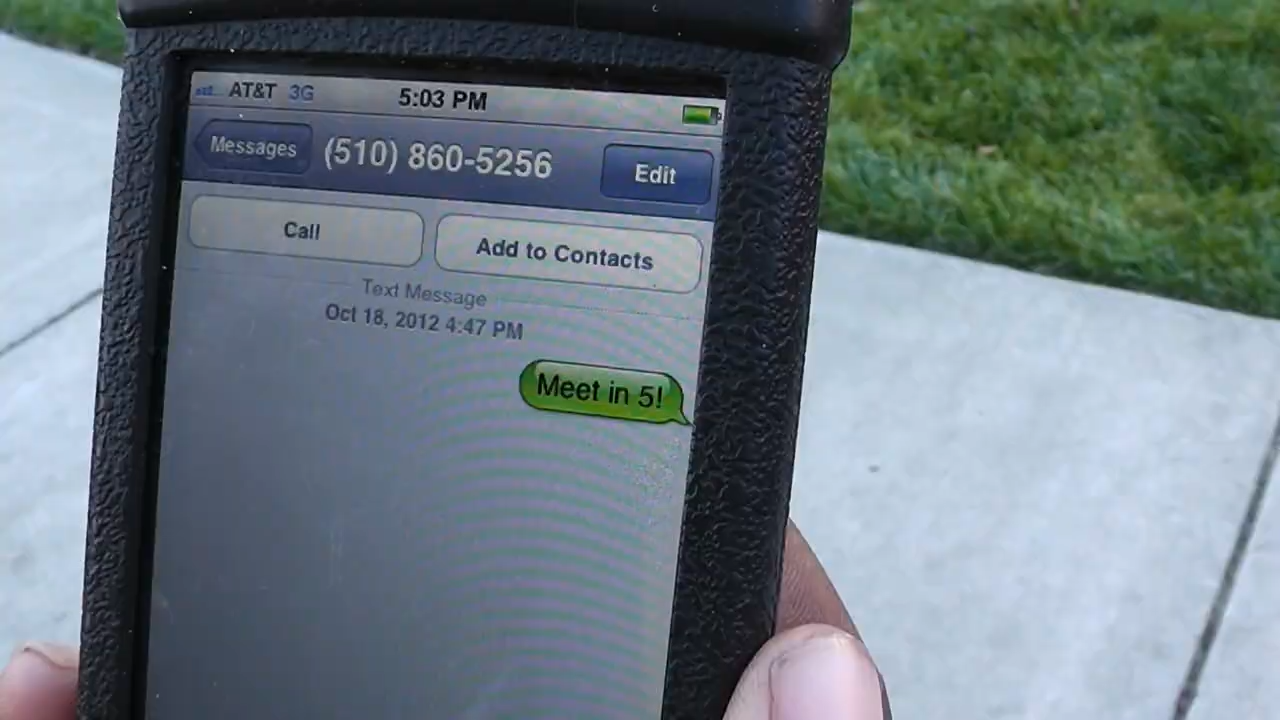 AT&T 3G 5:03 PM
Messages (510) 860-5256 Edit
Call Add to Contacts
Text Message
Oct 18, 2012 4:47 PM
Meet in 5!